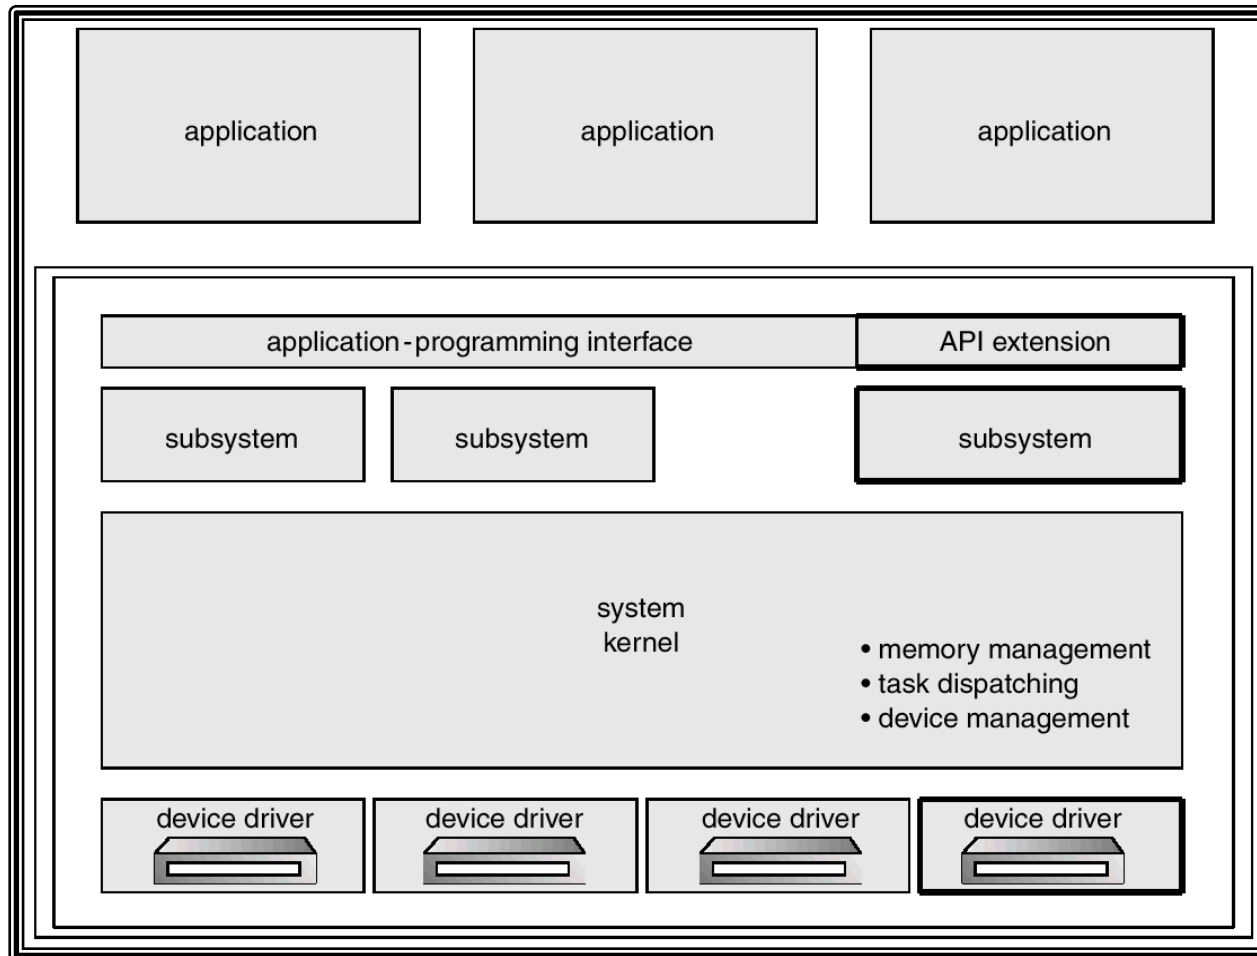 application
application
application
application-programming interface
API extension
subsystem
subsystem
subsystem
system
kernel
• memory management
• task dispatching
• device management
device driver
device driver
device driver
device driver